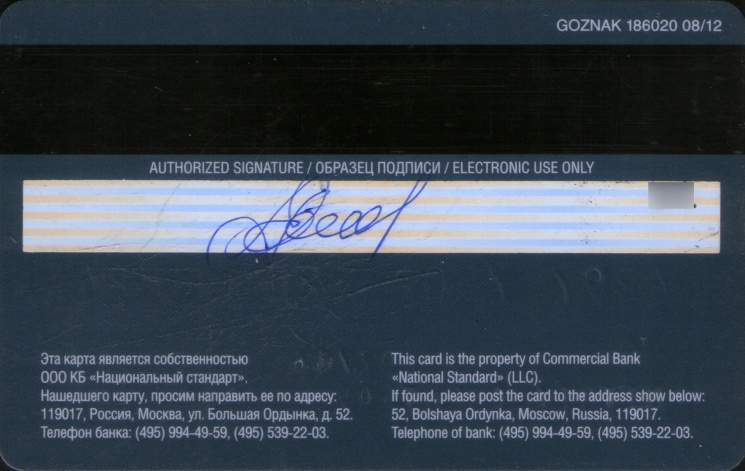 GOZNAK 186020 08/12
AUTHORIZED SIGNATURE / ОБРАЗЕЦ ПОДПИСИ / ELECTRONIC USE ONLY
Эта карта является собственностью
ООО КБ «Национальный стандарт».
Нашедшего карту, просим направить ее по адресу:
119017, Россия, Москва, ул. Большая Ордынка, д. 52.
Телефон банка: (495) 994-49-59, (495) 539-22-03.
This card is the property of Commercial Bank
«National Standard» (LLC).
If found, please post the card to the address show below:
52, Bolshaya Ordynka, Moscow, Russia, 119017.
Telephone of bank: (495) 994-49-59, (495) 539-22-03.